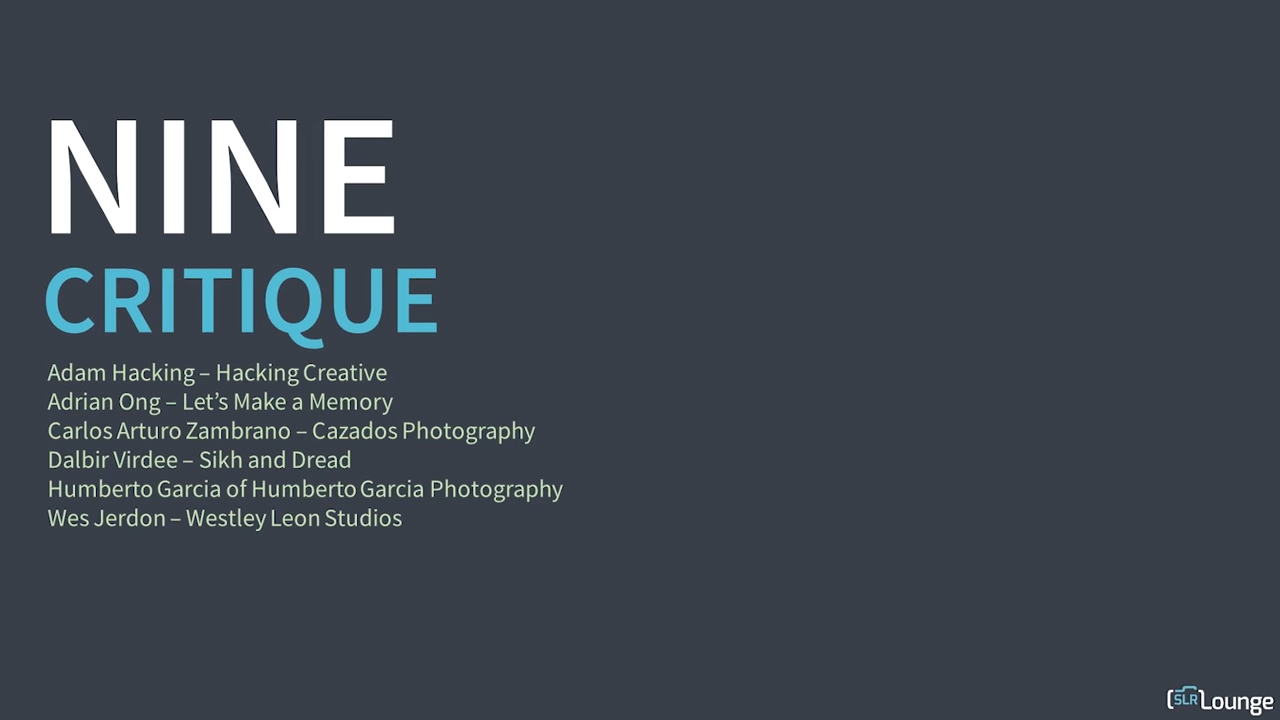 NINE
CRITIQUE
Adam Hacking – Hacking Creative
Adrian Ong – Let’s Make a Memory
Carlos Arturo Zambrano – Cazados Photography
Dalbir Virdee – Sikh and Dread
Humberto Garcia of Humberto Garcia Photography
Wes Jerdon – Westley Leon Studios
SLR Lounge